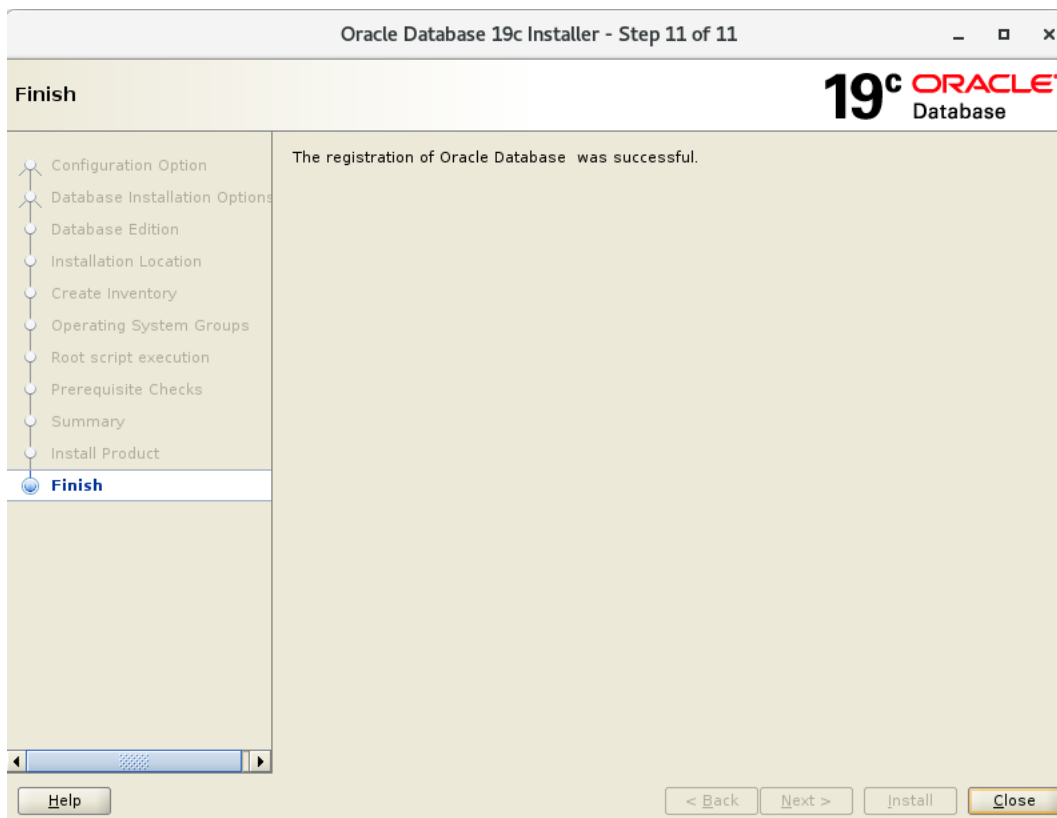 Oracle Database 19c Installer - Step 11 of 11
Finish
19c ORACLE
Database
Configuration Option
Database Installation Options
Database Edition
Installation Location
Create Inventory
Operating System Groups
Root script execution
Prerequisite Checks
Summary
Install Product
Finish
The registration of Oracle Database  was successful.
Help
< Back
Next >
Install
Close